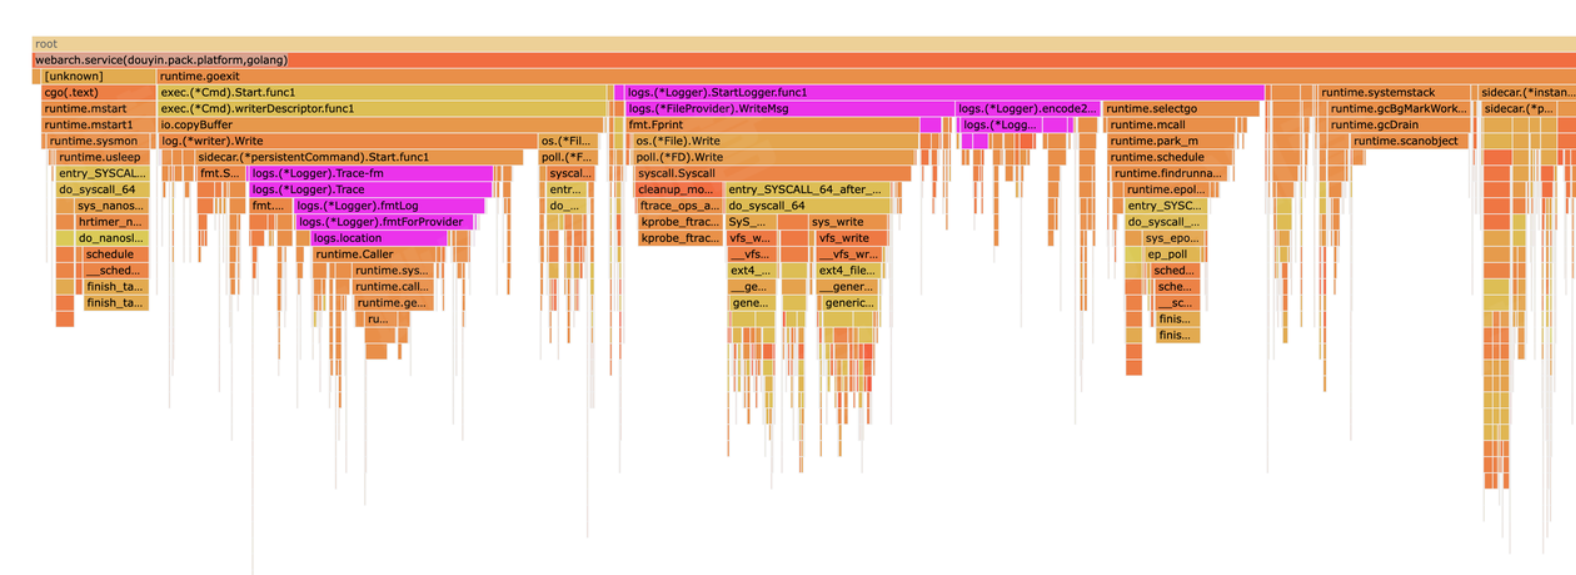 root
webarch.service(douyin.pack.platform,golang)
[unknown] runtime.goexit
cgo(.text) exec.(*Cmd).Start.func1 logs.(*Logger).StartLogger.func1 runtime.systemstack sidecar.(*instan...
runtime.mstart exec.(*Cmd).writerDescriptor.func1 logs.(*FileProvider).WriteMsg logs.(*Logger).encode2... runtime.selectgo runtime.gcBgMarkWork... sidecar.(*p...
runtime.mstart1 io.copyBuffer fmt.Fprint logs.(*Logg... runtime.mcall runtime.gcDrain
runtime.sysmon log.(*writer).Write os.(*Fil... os.(*File).Write runtime.park_m runtime.scanobject
runtime.usleep sidecar.(*persistentCommand).Start.func1 poll.(*F... poll.(*FD).Write runtime.schedule
entry_SYSCAL... fmt.S... logs.(*Logger).Trace-fm syscal... syscall.Syscall runtime.findrunna...
do_syscall_64 logs.(*Logger).Trace entr... cleanup_mo... entry_SYSCALL_64_after_... runtime.epol...
sys_nanos... fmt.... logs.(*Logger).fmtLog do_... ftrace_ops_a... do_syscall_64 entry_SYSC...
hrtimer_n... logs.(*Logger).fmtForProvider kprobe_ftrac... SyS_... sys_write do_syscall_...
do_nanosl... logs.location kprobe_ftrac... vfs_w... vfs_write sys_epo...
schedule runtime.Caller __vfs... __vfs_wr... ep_poll
__sched... runtime.sys... ext4_... ext4_file... sched...
finish_ta... runtime.call... __ge... __gener... sche...
finish_ta... runtime.ge... gene... generic... __sc...
ru... finis...
finis...